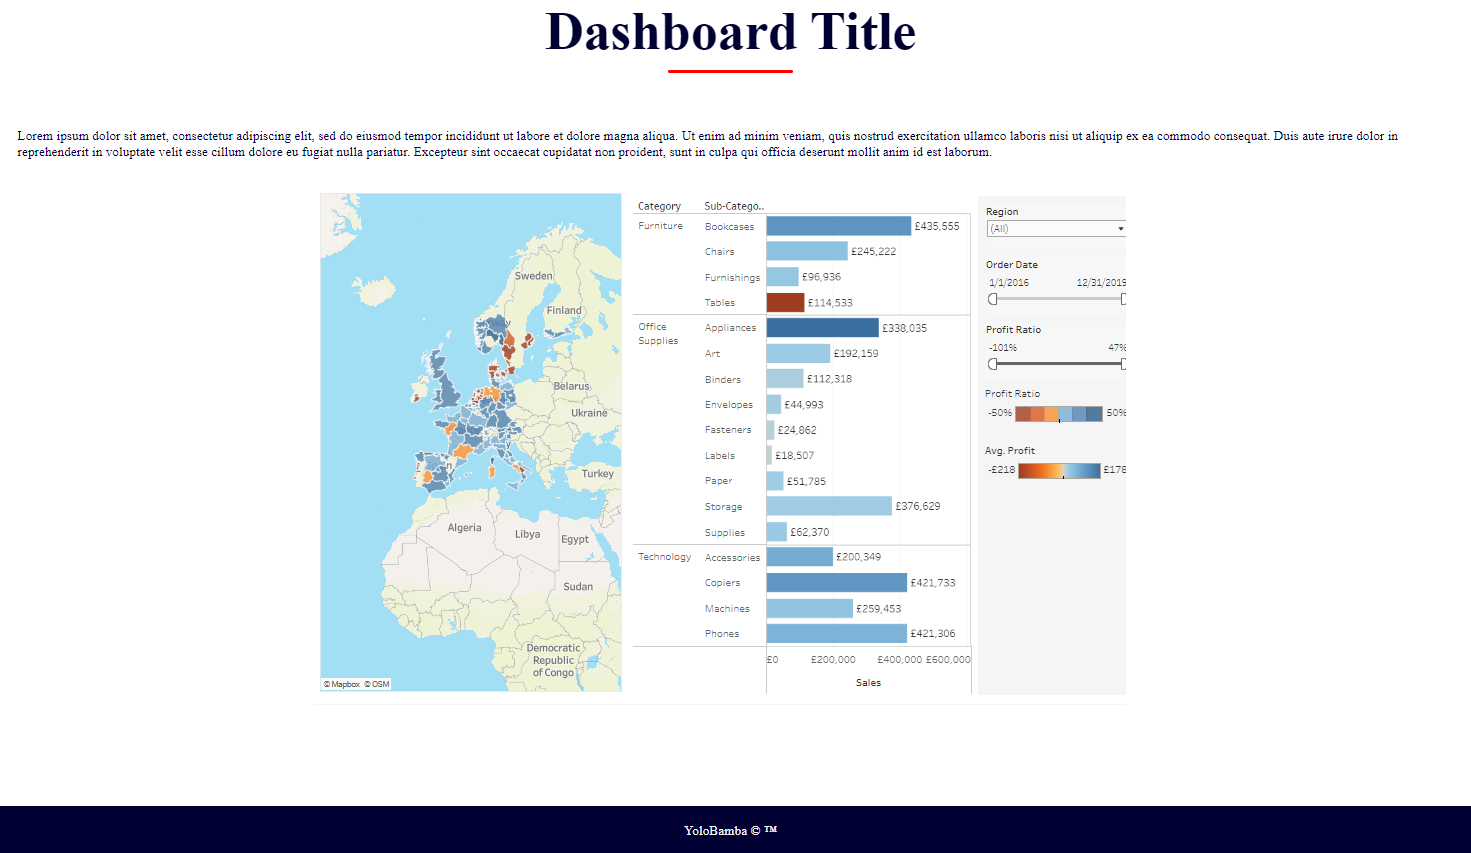 Dashboard Title
Lorem ipsum dolor sit amet, consectetur adipiscing elit, sed do eiusmod tempor incididunt ut labore et dolore magna aliqua. Ut enim ad minim veniam, quis nostrud exercitation ullamco laboris nisi ut aliquip ex ea commodo consequat. Duis aute irure dolor in
reprehenderit in voluptate velit esse cillum dolore eu fugiat nulla pariatur. Excepteur sint occaecat cupidatat non proident, sunt in culpa qui officia deserunt mollit anim id est laborum.
Sweden
Finland
Belarus
Ukraine
Turkey
Algeria
Libya
Egypt
Sudan
Democratic
Republic
of Congo
© Mapbox © OSM
Category Sub-Catego..
Furniture Bookcases £435,555
Chairs £245,222
Furnishings £96,936
Tables £114,533
Office
Supplies
Appliances £338,035
Art £192,159
Binders £112,318
Envelopes £44,993
Fasteners £24,862
Labels £18,507
Paper £51,785
Storage £376,629
Supplies £62,370
Technology Accessories £200,349
Copiers £421,733
Machines £259,453
Phones £421,306
£0 £200,000 £400,000 £600,000
Sales
Region
(All)
Order Date
1/1/2016 12/31/2019
Profit Ratio
-101% 47%
Profit Ratio
-50% 50%
Avg. Profit
-£218 £178
YoloBamba © ™